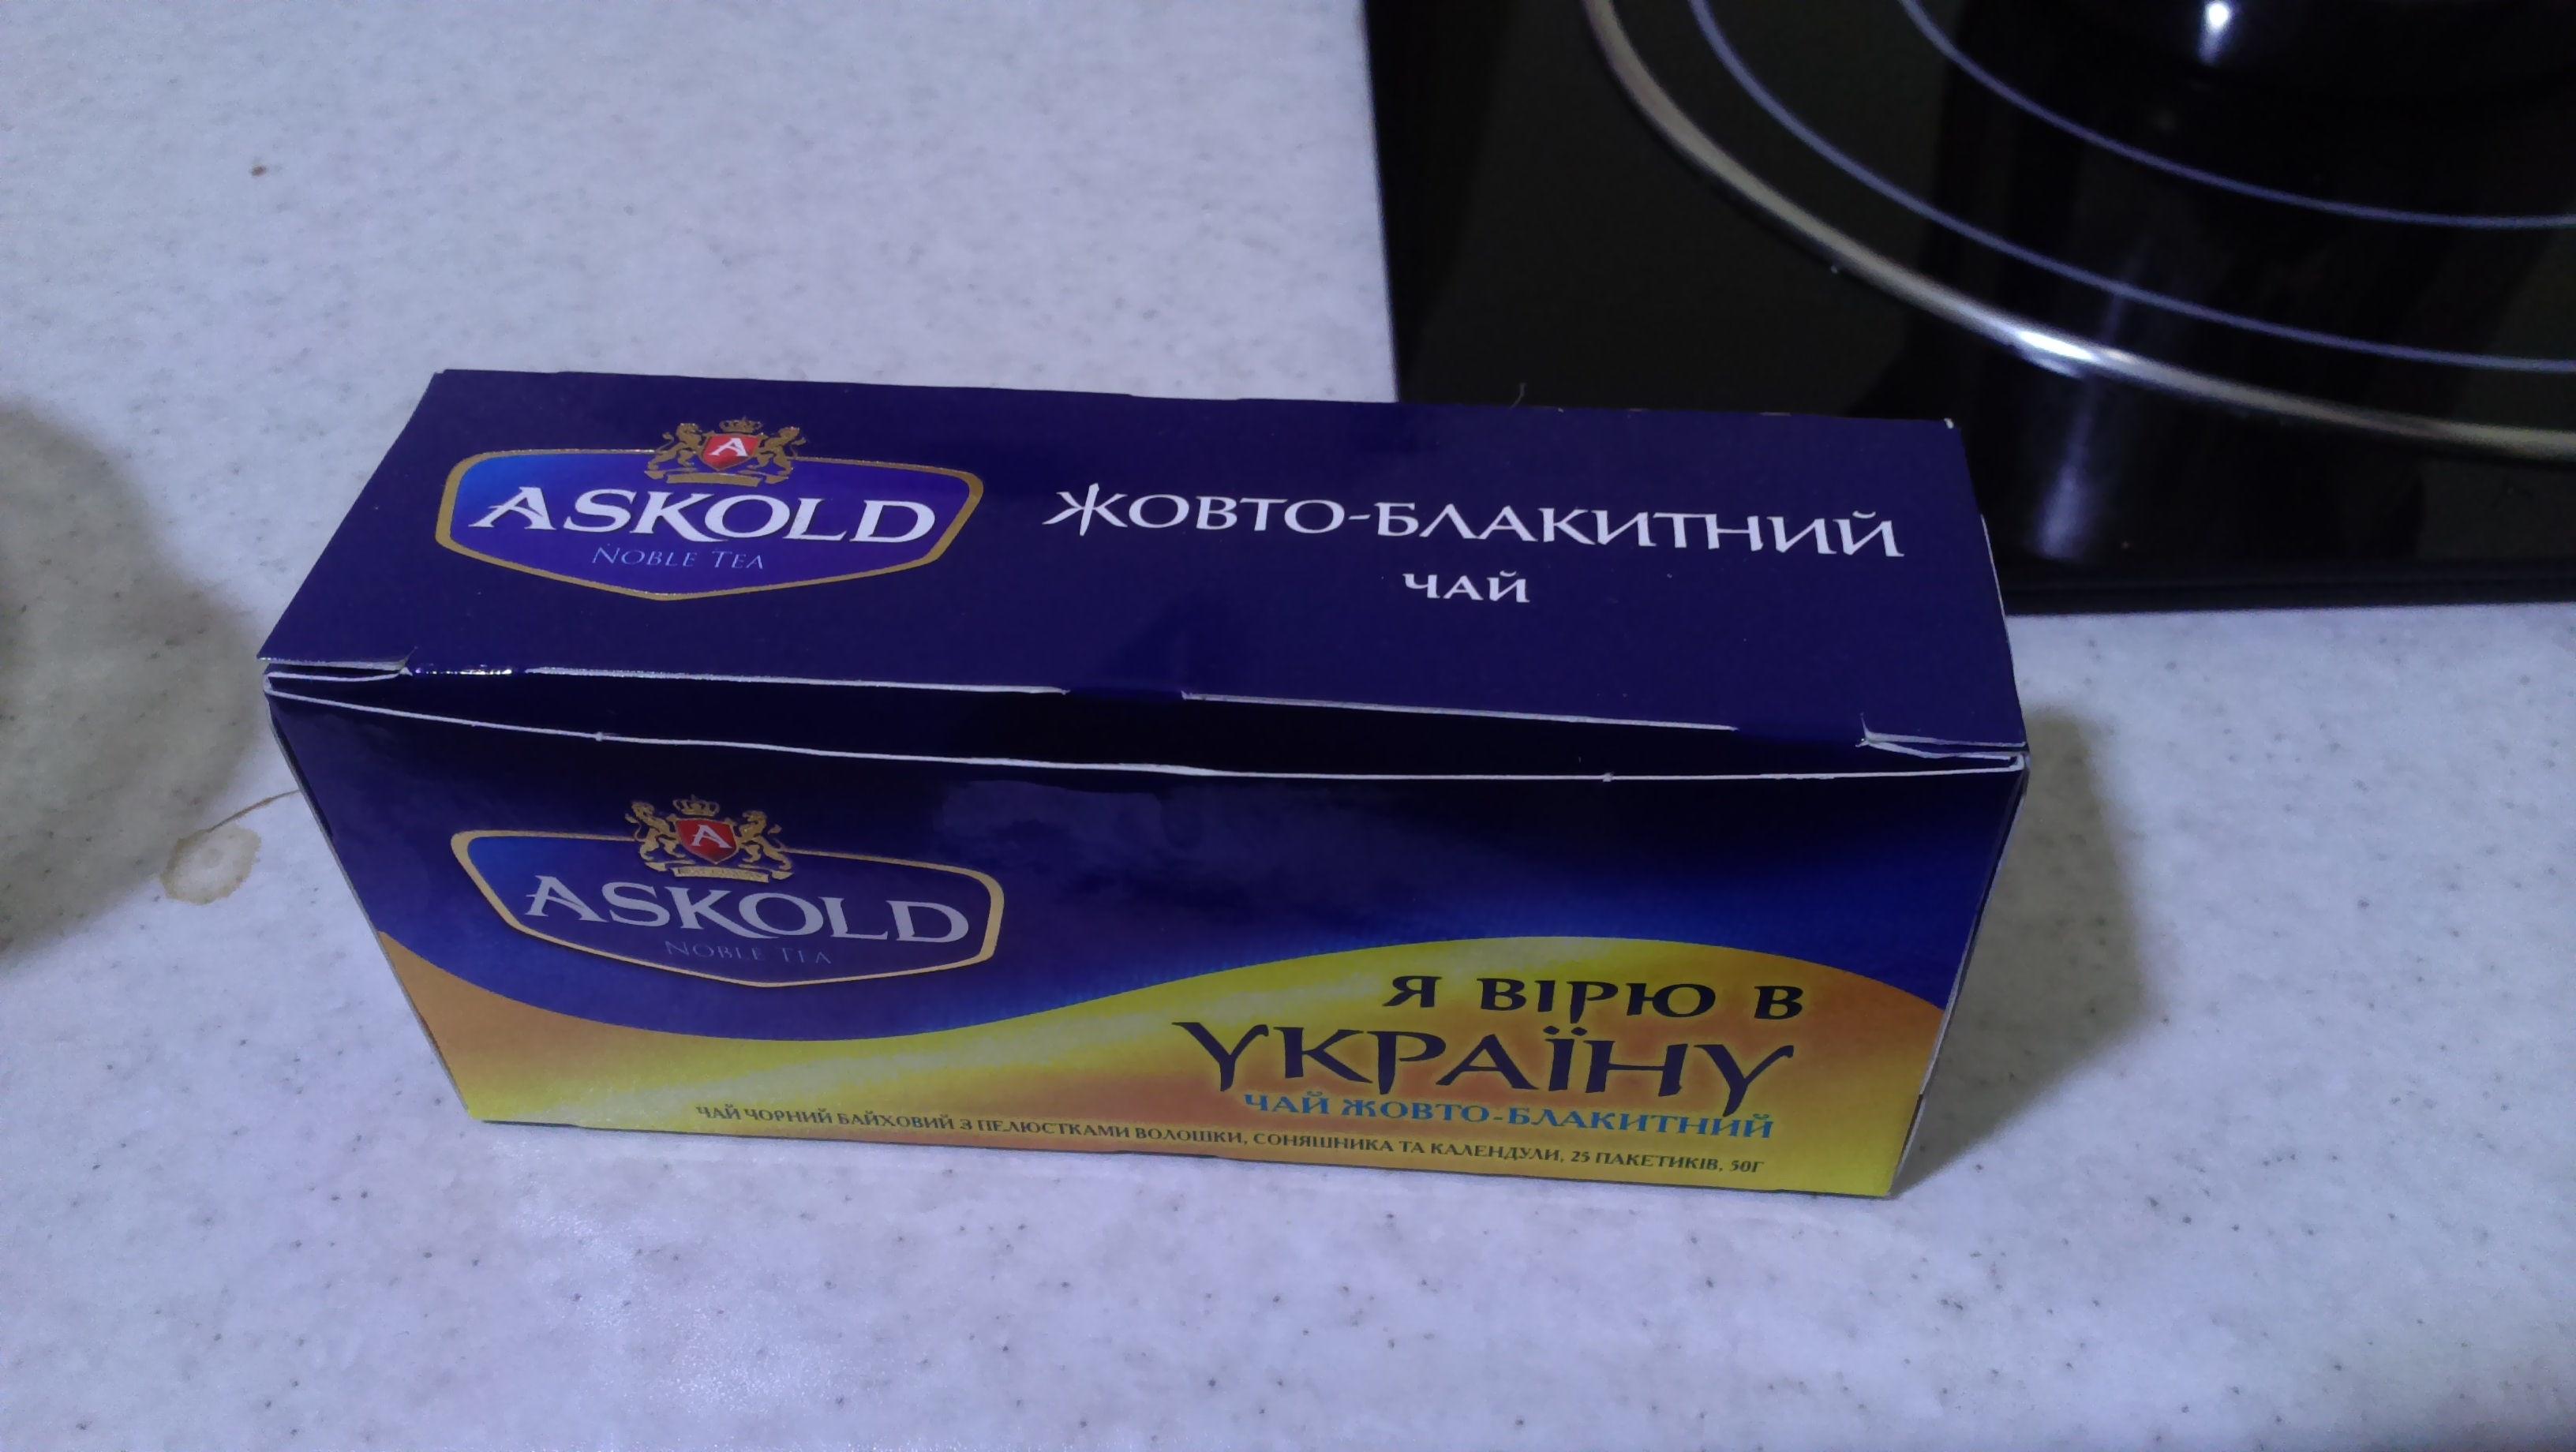 A
ASKOLD
NOBLE TEA
ЖОВТО-БЛАКИТНИЙ
ЧАЙ
A
ASKOLD
NOBLE TEA
Я ВІРЮ В
УКРАЇНУ
ЧАЙ ЖОВТО-БЛАКИТНИЙ
ЧАЙ ЧОРНИЙ БАЙХОВИЙ З ПЕЛЮСТКАМИ ВОЛОШКИ, СОНЯШНИКА ТА КАЛЕНДУЛИ, 25 ПАКЕТИКІВ, 50Г